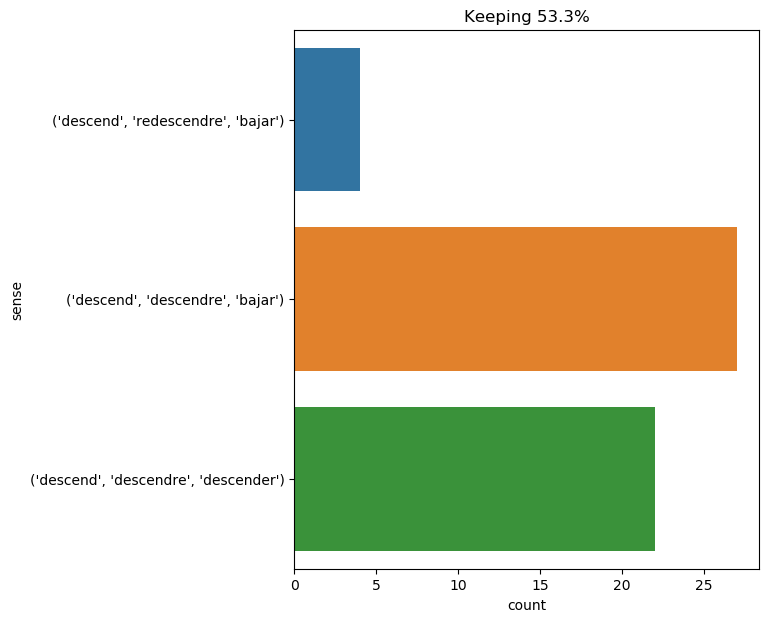 Keeping 53.3%
('descend', 'redescendre', 'bajar')
('descend', 'descendre', 'bajar')
('descend', 'descendre', 'descender')
sense
0 5 10 15 20 25
count